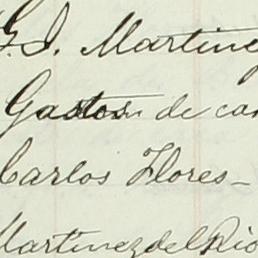 G. I. Martine
Gastos de ca
Carlos Flores-
Martinez del Rio